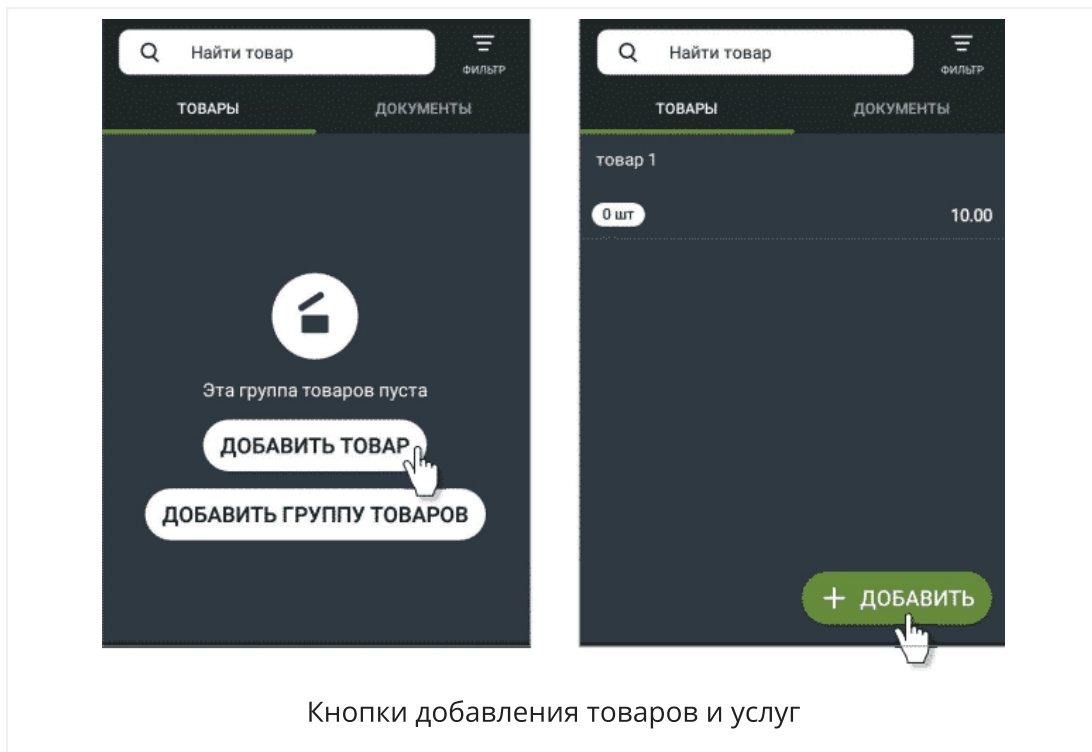 Найти товар
ФИЛЬТР
ТОВАРЫ
ДОКУМЕНТЫ
Эта группа товаров пуста
ДОБАВИТЬ ТОВАР
ДОБАВИТЬ ГРУППУ ТОВАРОВ
Найти товар
ФИЛЬТР
ТОВАРЫ
ДОКУМЕНТЫ
товар 1
0 шт
10.00
+ ДОБАВИТЬ
Кнопки добавления товаров и услуг